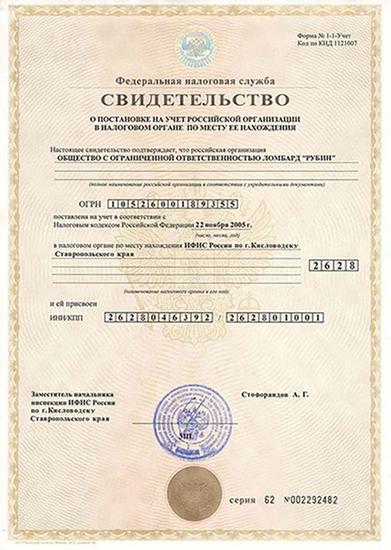 Форма № 1-1-Учет
Код по КНД 1121007
Федеральная налоговая служба
СВИДЕТЕЛЬСТВО
О ПОСТАНОВКЕ НА УЧЕТ РОССИЙСКОЙ ОРГАНИЗАЦИИ
В НАЛОГОВОМ ОРГАНЕ ПО МЕСТУ ЕЕ НАХОЖДЕНИЯ
Настоящее свидетельство подтверждает, что российская организация
ОБЩЕСТВО С ОГРАНИЧЕННОЙ ОТВЕТСТВЕННОСТЬЮ ЛОМБАРД "РУБИН"
(полное наименование российской организации в соответствии с учредительными документами)
ОГРН 1052600189355
поставлена на учет в соответствии с
Налоговым кодексом Российской Федерации 22 ноября 2005 г.
(число, месяц, год)
в налоговом органе по месту нахождения ИФНС России по г.Кисловодску
Ставропольского края
2628
(наименование налогового органа и его код)
и ей присвоен
ИНН/КПП 2628046392 / 262801001
Заместитель начальника
инспекции ИФНС России
по г.Кисловодску
Ставропольского края
Стофорандов А. Г.
МП.
серия 62 №002292482